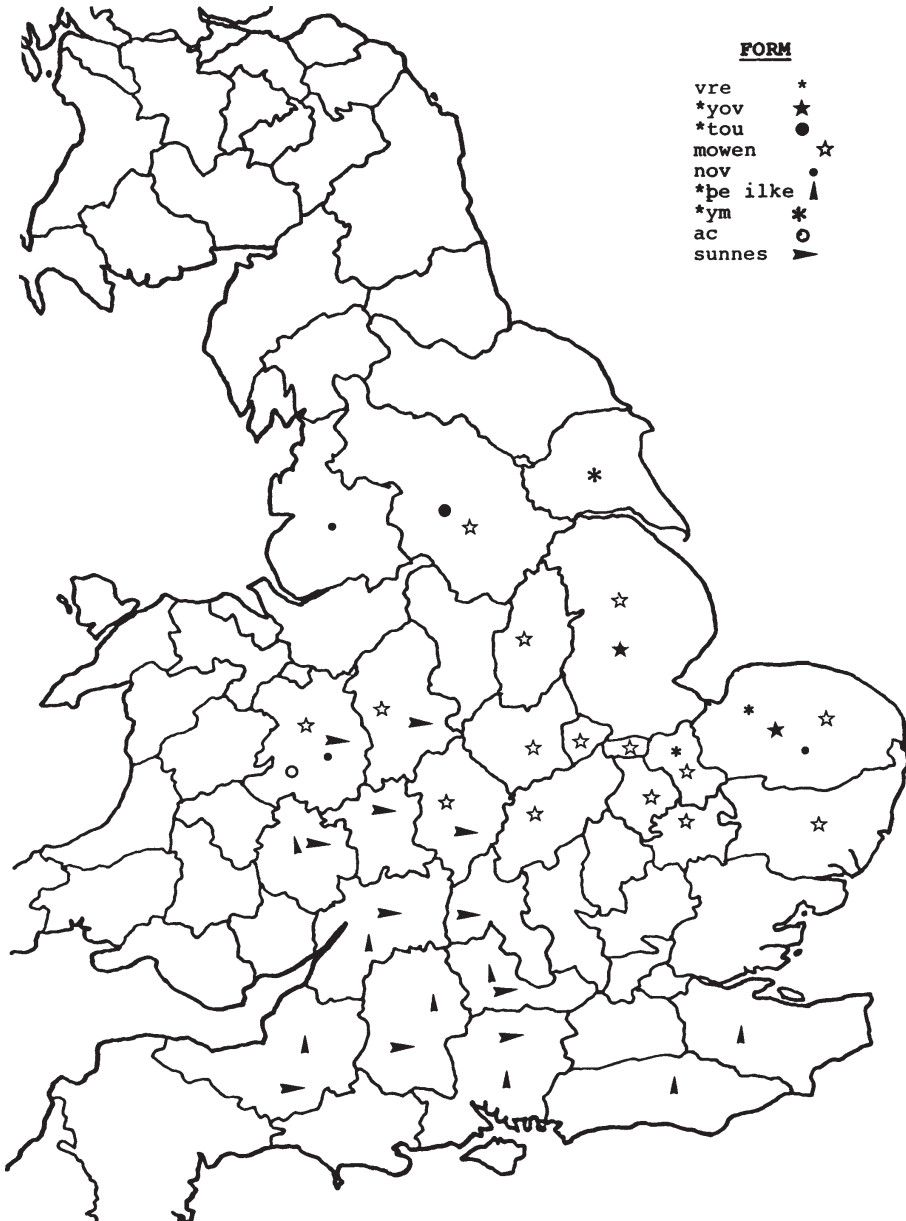 FORM
vre *
*yov ★
*tou ●
mowen ☆
nov •
*þe ilke
*ym *
ac o
sunnes ➤